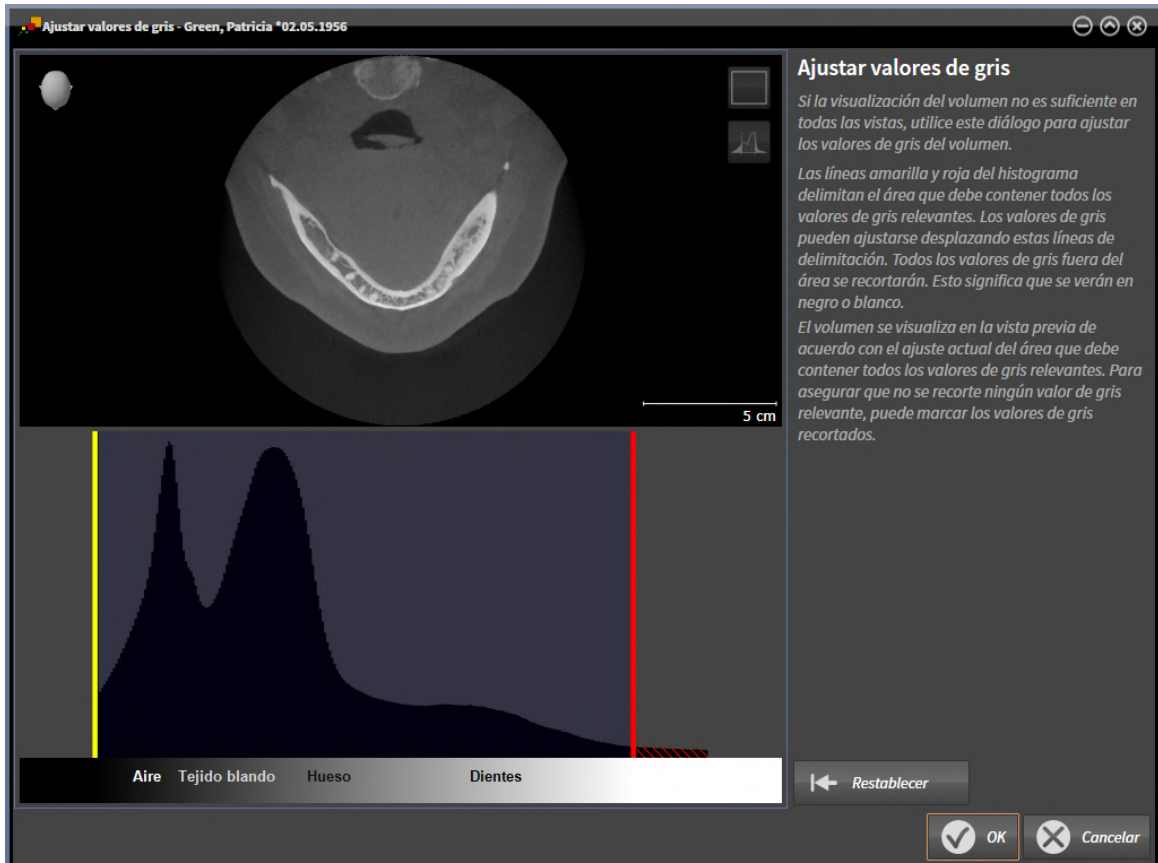 Ajustar valores de gris - Green, Patricia *02.05.1956
5 cm
Aire Tejido blando Hueso Dientes
Ajustar valores de gris
Si la visualización del volumen no es suficiente en
todas las vistas, utilice este diálogo para ajustar
los valores de gris del volumen.
Las líneas amarilla y roja del histograma
delimitan el área que debe contener todos los
valores de gris relevantes. Los valores de gris
pueden ajustarse desplazando estas líneas de
delimitación. Todos los valores de gris fuera del
área se recortarán. Esto significa que se verán en
negro o blanco.
El volumen se visualiza en la vista previa de
acuerdo con el ajuste actual del área que debe
contener todos los valores de gris relevantes. Para
asegurar que no se recorte ningún valor de gris
relevante, puede marcar los valores de gris
recortados.
Restablecer
OK Cancelar